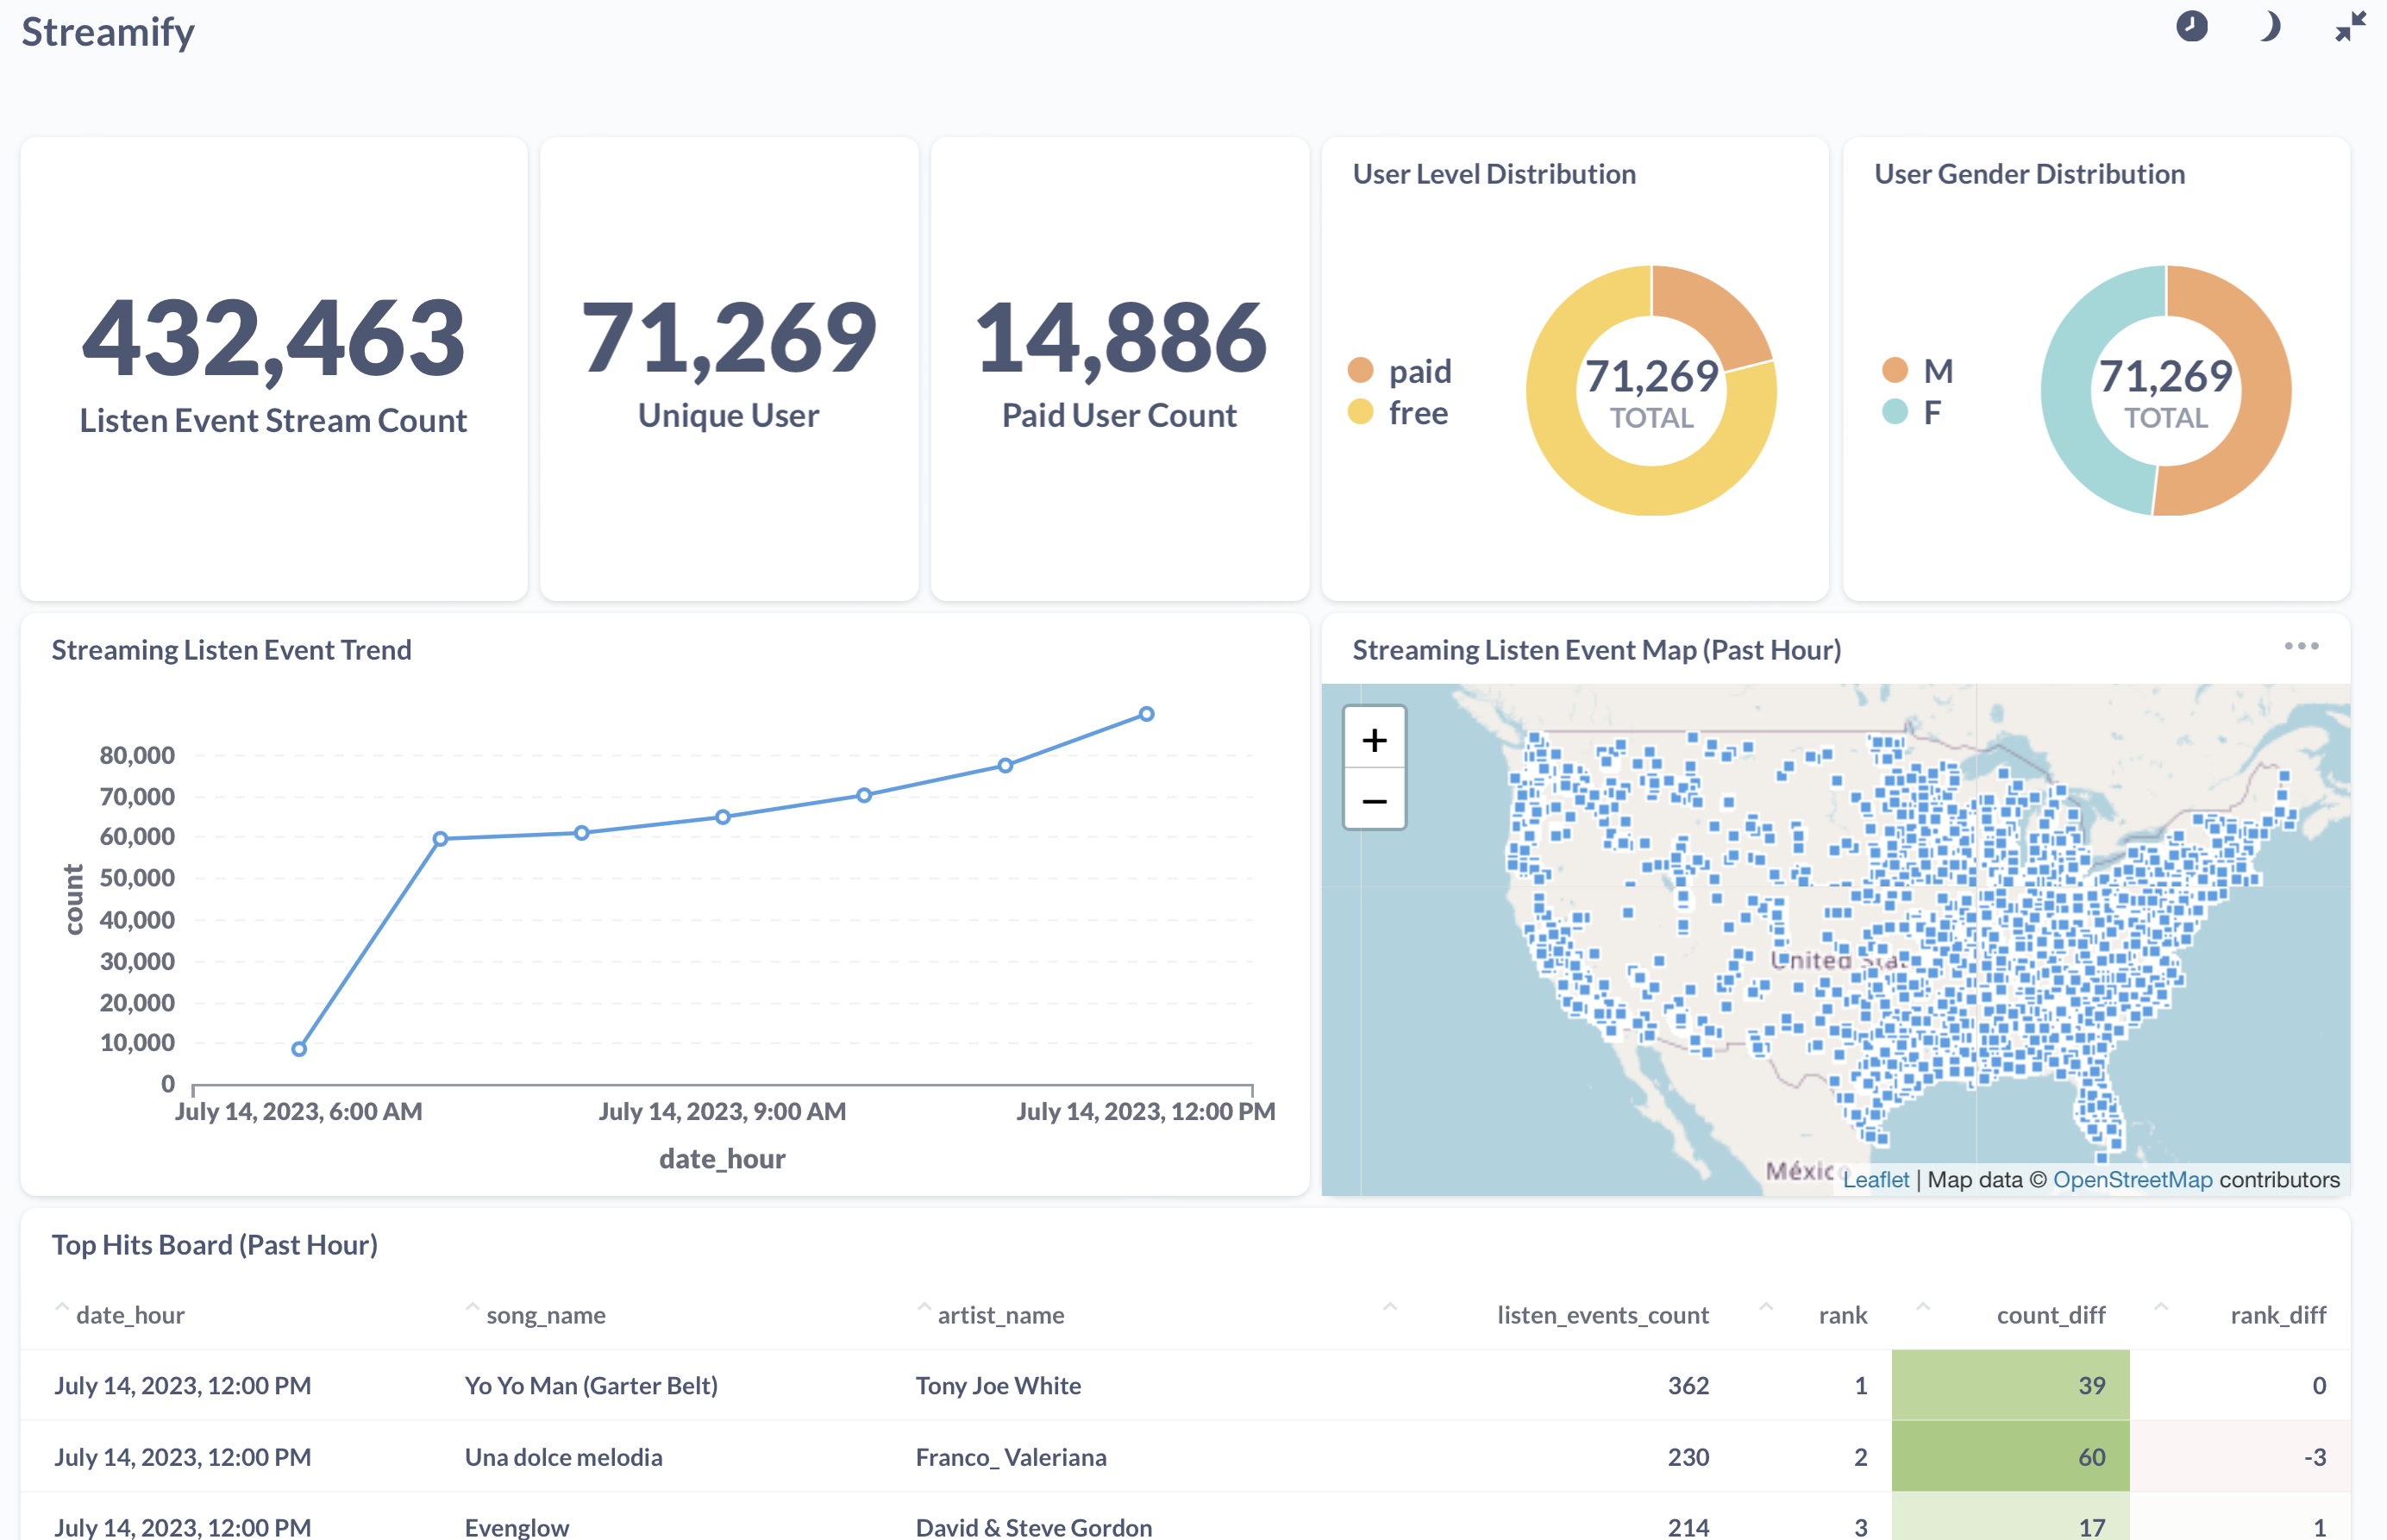 Streamify
432,463
Listen Event Stream Count
71,269
Unique User
14,886
Paid User Count
User Level Distribution
paid
free
71,269
TOTAL
User Gender Distribution
M
F
71,269
TOTAL
Streaming Listen Event Trend
count
80,000
70,000
60,000
50,000
40,000
30,000
20,000
10,000
0
July 14, 2023, 6:00 AM July 14, 2023, 9:00 AM July 14, 2023, 12:00 PM
date_hour
Streaming Listen Event Map (Past Hour)
+
−
United
Leaflet | Map data © OpenStreetMap contributors
Top Hits Board (Past Hour)
date_hour song_name artist_name listen_events_count rank count_diff rank_diff
July 14, 2023, 12:00 PM Yo Yo Man (Garter Belt) Tony Joe White 362 1 39 0
July 14, 2023, 12:00 PM Una dolce melodia Franco_ Valeriana 230 2 60 -3
July 14, 2023, 12:00 PM Evenglow David & Steve Gordon 214 3 17 1